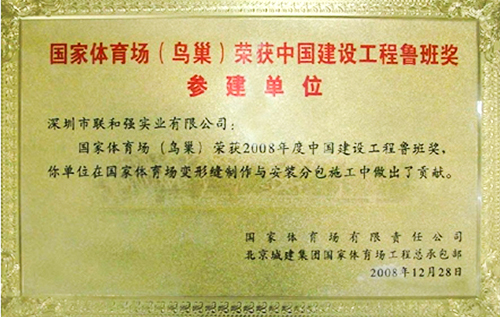 国家体育场（鸟巢）荣获中国建设工程鲁班奖
参建单位
深圳市联和强实业有限公司：
国家体育场（鸟巢）荣获2008年度中国建设工程鲁班奖，
你单位在国家体育场变形缝制作与安装分包施工中做出了贡献。
国家体育场有限责任公司
北京城建集团国家体育场工程总承包部
2008年12月28日